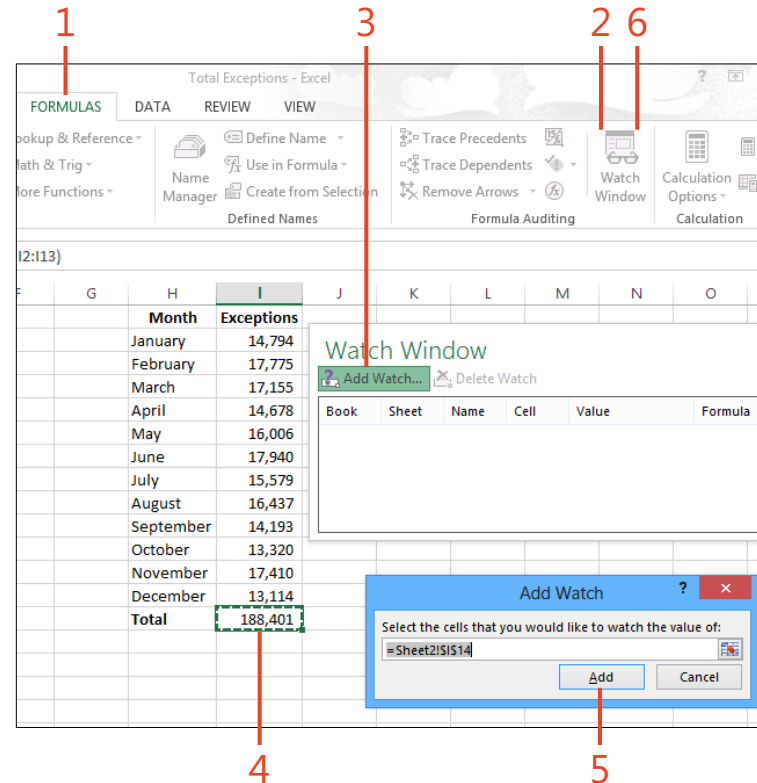 1 3 2 6
Total Exceptions - Excel ?
FORMULAS DATA REVIEW VIEW
ookup & Reference Define Name Trace Precedents
Math & Trig Use in Formula Trace Dependents
More Functions Create from Selection Remove Arrows fx
Name Manager
Watch Window
Calculation Options
Defined Names Formula Auditing Calculation
I2:I13)
F G H I J K L M N O
Month Exceptions
January 14,794
February 17,775
March 17,155
April 14,678
May 16,006
June 17,940
July 15,579
August 16,437
September 14,193
October 13,320
November 17,410
December 13,114
Total 188,401
Watch Window
Add Watch... Delete Watch
Book Sheet Name Cell Value Formula
Add Watch ? ×
Select the cells that you would like to watch the value of:
=Sheet2!$I$14
Add Cancel
4 5